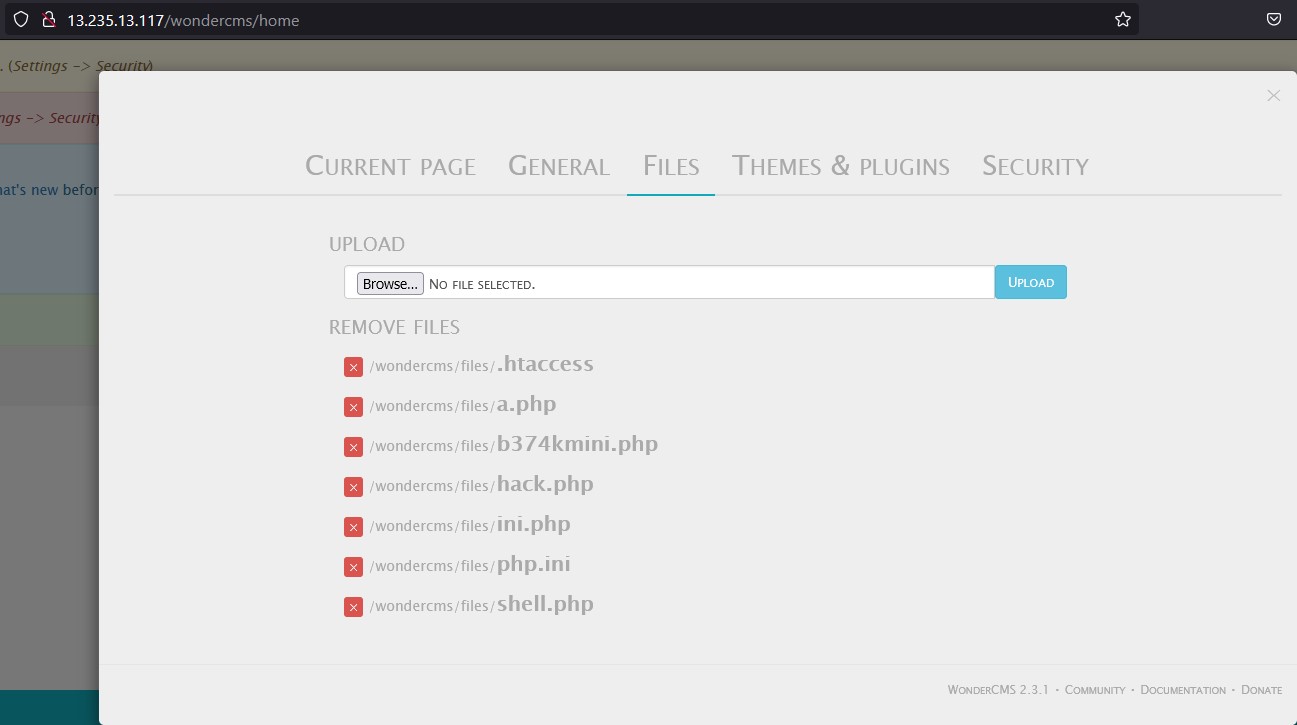 13.235.13.117/wondercms/home
. (Settings -> Security)
ngs -> Security
hat's new befor
×
Current page General Files Themes & plugins Security
UPLOAD
Browse... No file selected. Upload
REMOVE FILES
× /wondercms/files/.htaccess
× /wondercms/files/a.php
× /wondercms/files/b374kmini.php
× /wondercms/files/hack.php
× /wondercms/files/ini.php
× /wondercms/files/php.ini
× /wondercms/files/shell.php
WonderCMS 2.3.1 · Community · Documentation · Donate